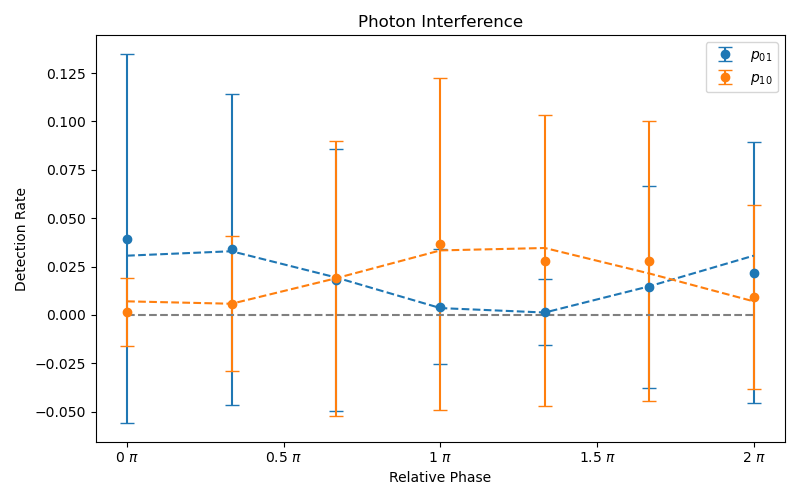 Photon Interference
p01
p10
Detection Rate
0.125
0.100
0.075
0.050
0.025
0.000
−0.025
−0.050
0 π
0.5 π
1 π
1.5 π
2 π
Relative Phase